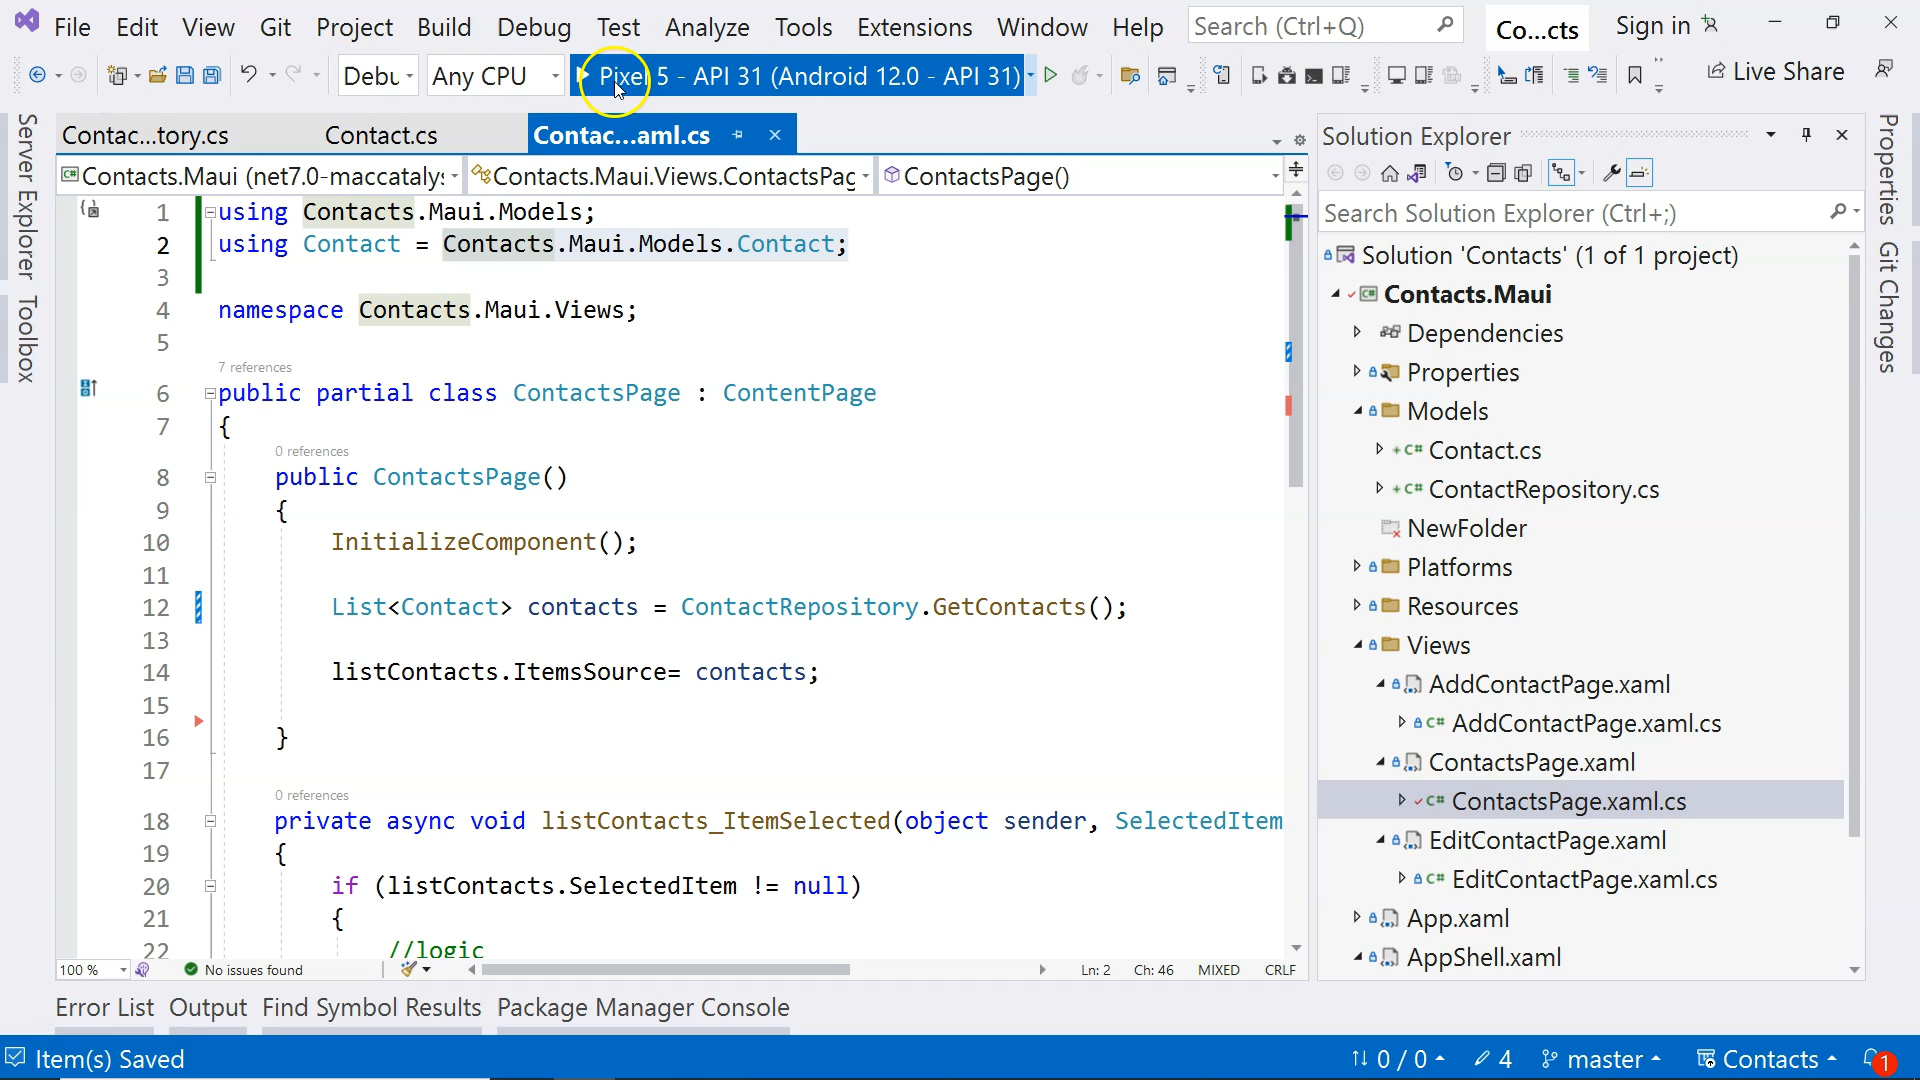 File Edit View Git Project Build Debug Test Analyze Tools Extensions Window Help Search (Ctrl+Q) Co...cts Sign in
Debu Any CPU Pixel 5 - API 31 (Android 12.0 - API 31) Live Share
Contac...tory.cs Contact.cs Contac...aml.cs
Contacts.Maui (net7.0-maccataly: Contacts.Maui.Views.ContactsPag ContactsPage()
1 using Contacts.Maui.Models;
2 using Contact = Contacts.Maui.Models.Contact;
3
4 namespace Contacts.Maui.Views;
5
7 references
6 public partial class ContactsPage : ContentPage
7 {
0 references
8 public ContactsPage()
9 {
10 InitializeComponent();
11
12 List<Contact> contacts = ContactRepository.GetContacts();
13
14 listContacts.ItemsSource= contacts;
15
16 }
17
0 references
18 private async void listContacts_ItemSelected(object sender, SelectedItem
19 {
20 if (listContacts.SelectedItem != null)
21 {
22 //logic
100 % No issues found Ln: 2 Ch: 46 MIXED CRLF
Server Explorer
Toolbox
Solution Explorer
Search Solution Explorer (Ctrl+;)
Solution 'Contacts' (1 of 1 project)
Contacts.Maui
Dependencies
Properties
Models
C# Contact.cs
C# ContactRepository.cs
NewFolder
Platforms
Resources
Views
AddContactPage.xaml
C# AddContactPage.xaml.cs
ContactsPage.xaml
C# ContactsPage.xaml.cs
EditContactPage.xaml
C# EditContactPage.xaml.cs
App.xaml
AppShell.xaml
Properties
Git Changes
Error List Output Find Symbol Results Package Manager Console
Item(s) Saved 0 / 0 4 master Contacts 1